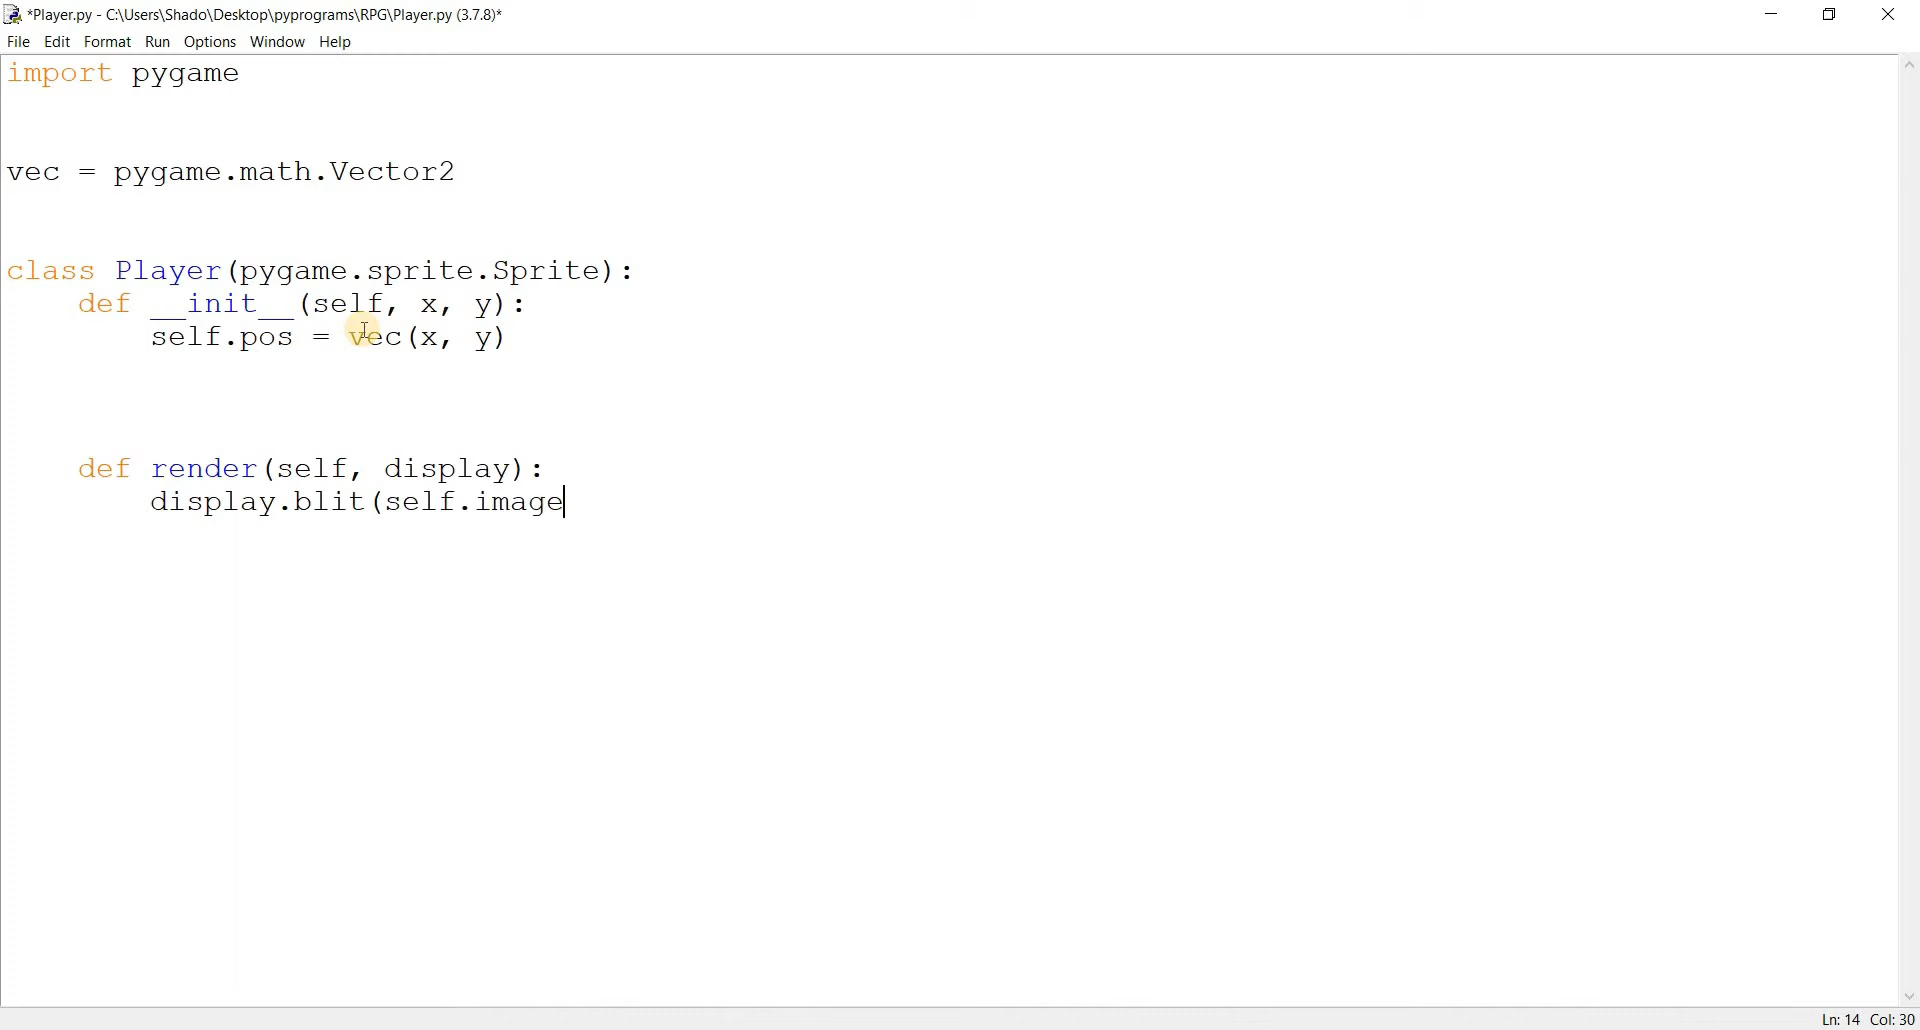 *Player.py - C:\Users\Shado\Desktop\pyprograms\RPG\Player.py (3.7.8)*
File Edit Format Run Options Window Help
import pygame
vec = pygame.math.Vector2
class Player(pygame.sprite.Sprite):
    def __init__(self, x, y):
        self.pos = vec(x, y)
    def render(self, display):
        display.blit(self.image
Ln: 14 Col: 30